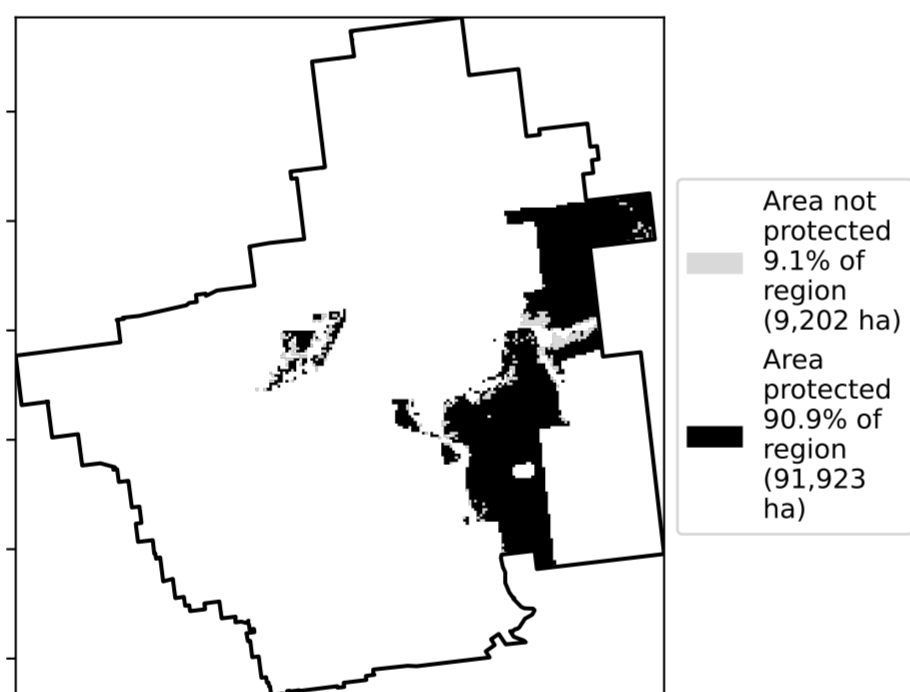 Area not
protected
9.1% of
region
(9,202 ha)
Area
protected
90.9% of
region
(91,923
ha)